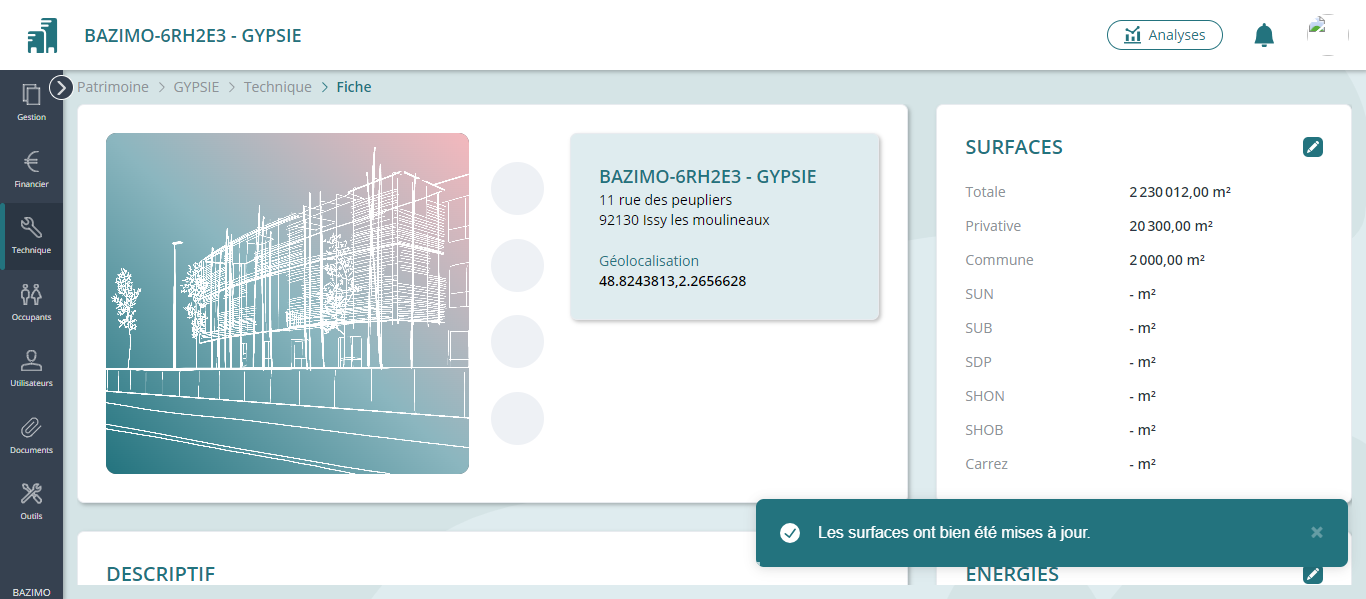 BAZIMO-6RH2E3 - GYPSIE
Analyses
Patrimoine > GYPSIE > Technique > Fiche
Gestion
Financier
Technique
Occupants
Utilisateurs
Documents
Outils
BAZIMO
BAZIMO-6RH2E3 - GYPSIE
11 rue des peupliers
92130 Issy les moulineaux
Géolocalisation
48.8243813,2.2656628
SURFACES
Totale 2 230 012,00 m²
Privative 20 300,00 m²
Commune 2 000,00 m²
SUN - m²
SUB - m²
SDP - m²
SHON - m²
SHOB - m²
Carrez - m²
Les surfaces ont bien été mises à jour. ×
DESCRIPTIF
ENERGIES